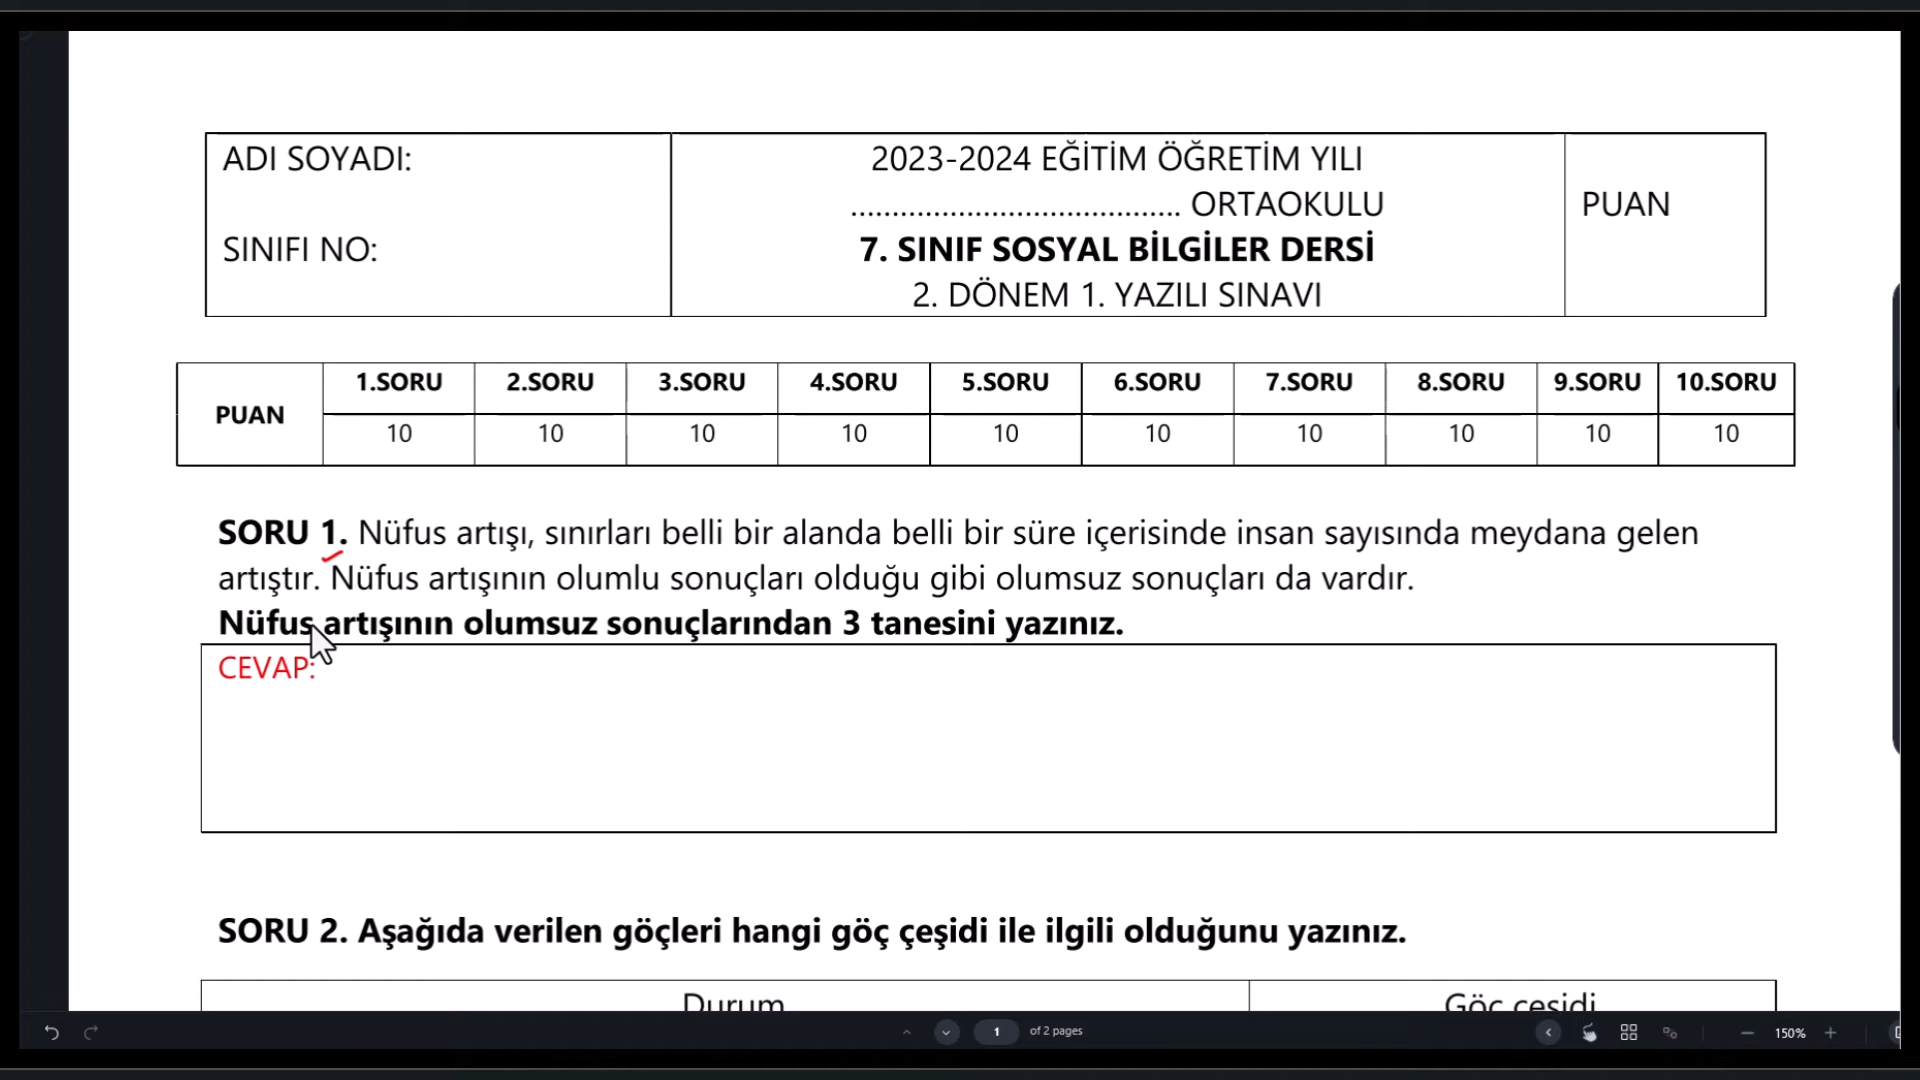 ADI SOYADI:
SINIFI NO:
2023-2024 EĞİTİM ÖĞRETİM YILI
........................................ ORTAOKULU
7. SINIF SOSYAL BİLGİLER DERSİ
2. DÖNEM 1. YAZILI SINAVI
PUAN
PUAN 1.SORU 2.SORU 3.SORU 4.SORU 5.SORU 6.SORU 7.SORU 8.SORU 9.SORU 10.SORU
10 10 10 10 10 10 10 10 10 10
SORU 1. Nüfus artışı, sınırları belli bir alanda belli bir süre içerisinde insan sayısında meydana gelen
artıştır. Nüfus artışının olumlu sonuçları olduğu gibi olumsuz sonuçları da vardır.
Nüfus artışının olumsuz sonuçlarından 3 tanesini yazınız.
CEVAP:
SORU 2. Aşağıda verilen göçleri hangi göç çeşidi ile ilgili olduğunu yazınız.
Durum Göç çeşidi
1 of 2 pages 150%